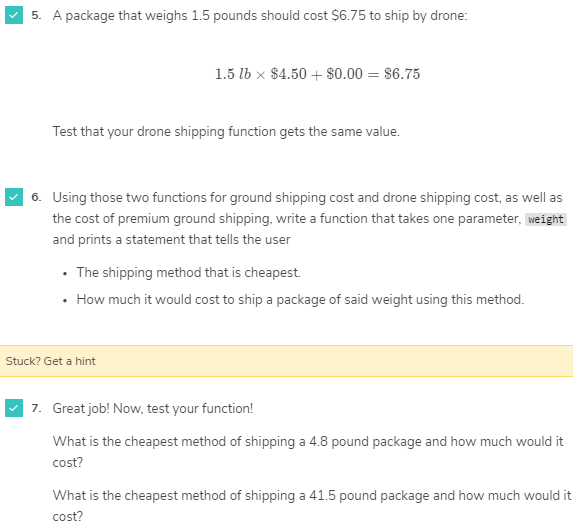 5. A package that weighs 1.5 pounds should cost $6.75 to ship by drone:
1.5 lb × $4.50 + $0.00 = $6.75
Test that your drone shipping function gets the same value.
6. Using those two functions for ground shipping cost and drone shipping cost, as well as
the cost of premium ground shipping, write a function that takes one parameter, weight
and prints a statement that tells the user
• The shipping method that is cheapest.
• How much it would cost to ship a package of said weight using this method.
Stuck? Get a hint
7. Great job! Now, test your function!
What is the cheapest method of shipping a 4.8 pound package and how much would it
cost?
What is the cheapest method of shipping a 41.5 pound package and how much would it
cost?